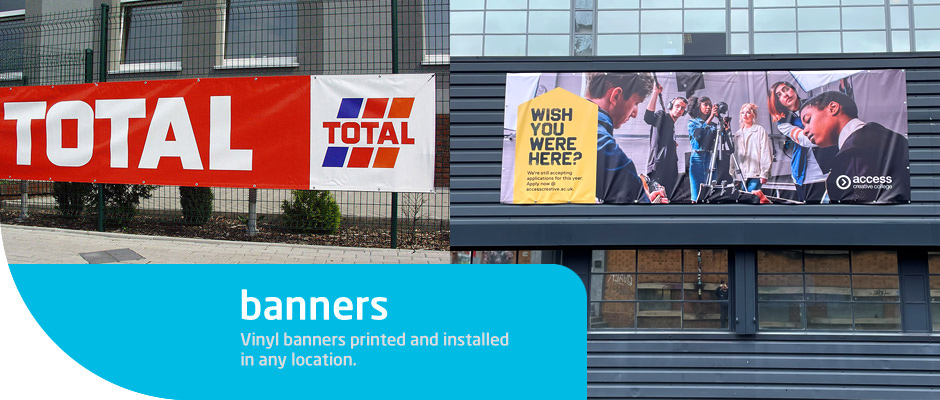 TOTAL
TOTAL
WISH
YOU
WERE
HERE?
We're still accepting
applications for this year.
Apply now @
accesscreative.ac.uk
access
creative college
banners
Vinyl banners printed and installed
in any location.